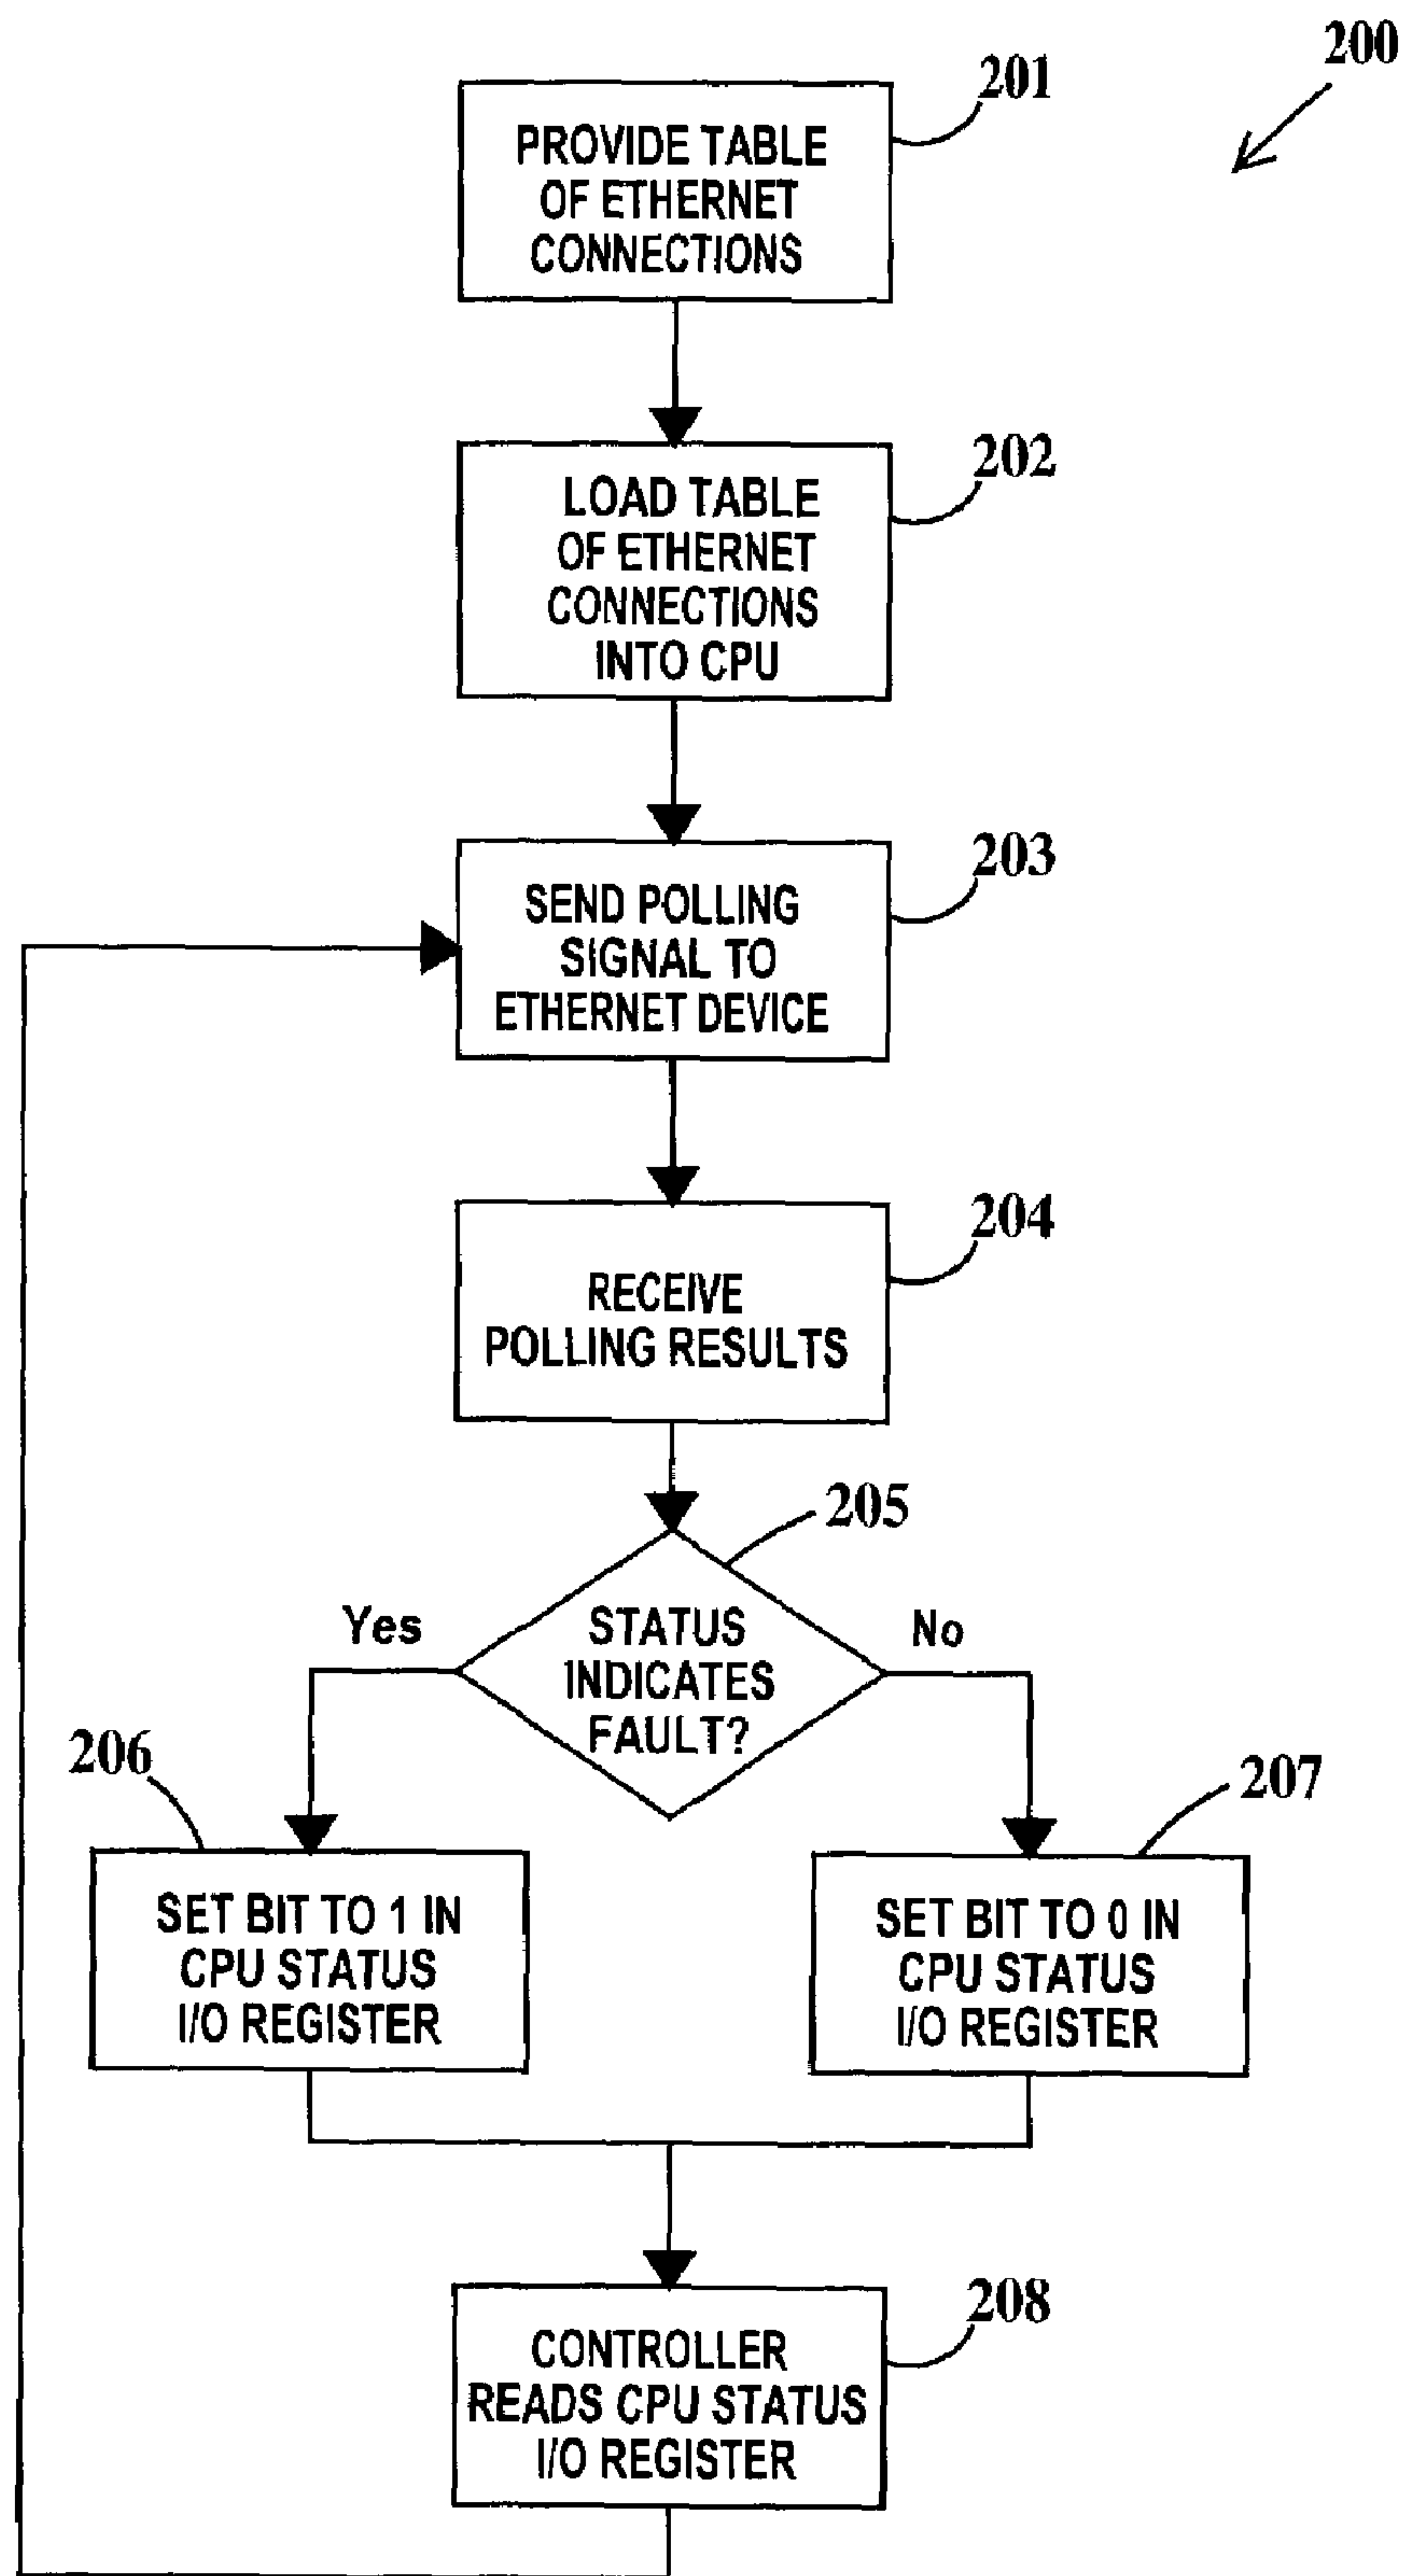 200
201
PROVIDE TABLE
OF ETHERNET
CONNECTIONS
202
LOAD TABLE
OF ETHERNET
CONNECTIONS
INTO CPU
203
SEND POLLING
SIGNAL TO
ETHERNET DEVICE
204
RECEIVE
POLLING RESULTS
205
Yes
STATUS
INDICATES
FAULT?
No
206
SET BIT TO 1 IN
CPU STATUS
I/O REGISTER
207
SET BIT TO 0 IN
CPU STATUS
I/O REGISTER
208
CONTROLLER
READS CPU STATUS
I/O REGISTER